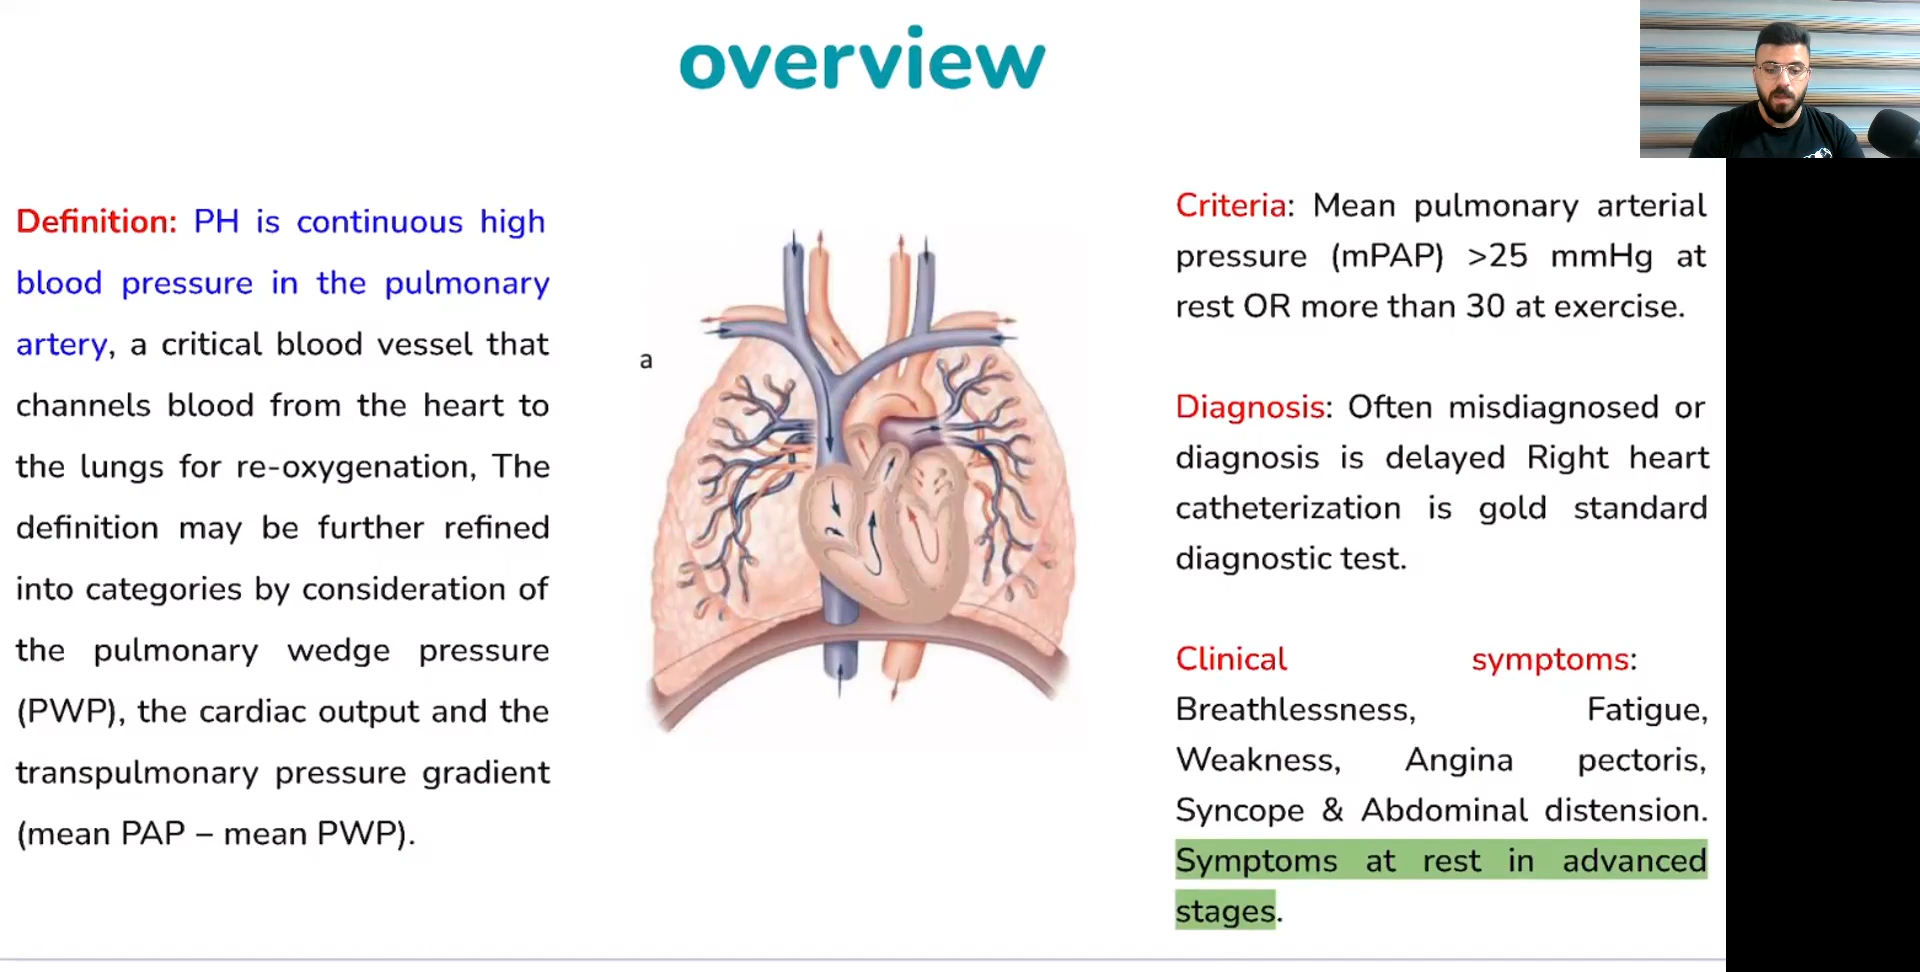 overview
Definition: PH is continuous high
blood pressure in the pulmonary
artery, a critical blood vessel that
channels blood from the heart to
the lungs for re-oxygenation, The
definition may be further refined
into categories by consideration of
the pulmonary wedge pressure
(PWP), the cardiac output and the
transpulmonary pressure gradient
(mean PAP – mean PWP).
a
Criteria: Mean pulmonary arterial
pressure (mPAP) >25 mmHg at
rest OR more than 30 at exercise.
Diagnosis: Often misdiagnosed or
diagnosis is delayed Right heart
catheterization is gold standard
diagnostic test.
Clinical symptoms:
Breathlessness, Fatigue,
Weakness, Angina pectoris,
Syncope & Abdominal distension.
Symptoms at rest in advanced
stages.